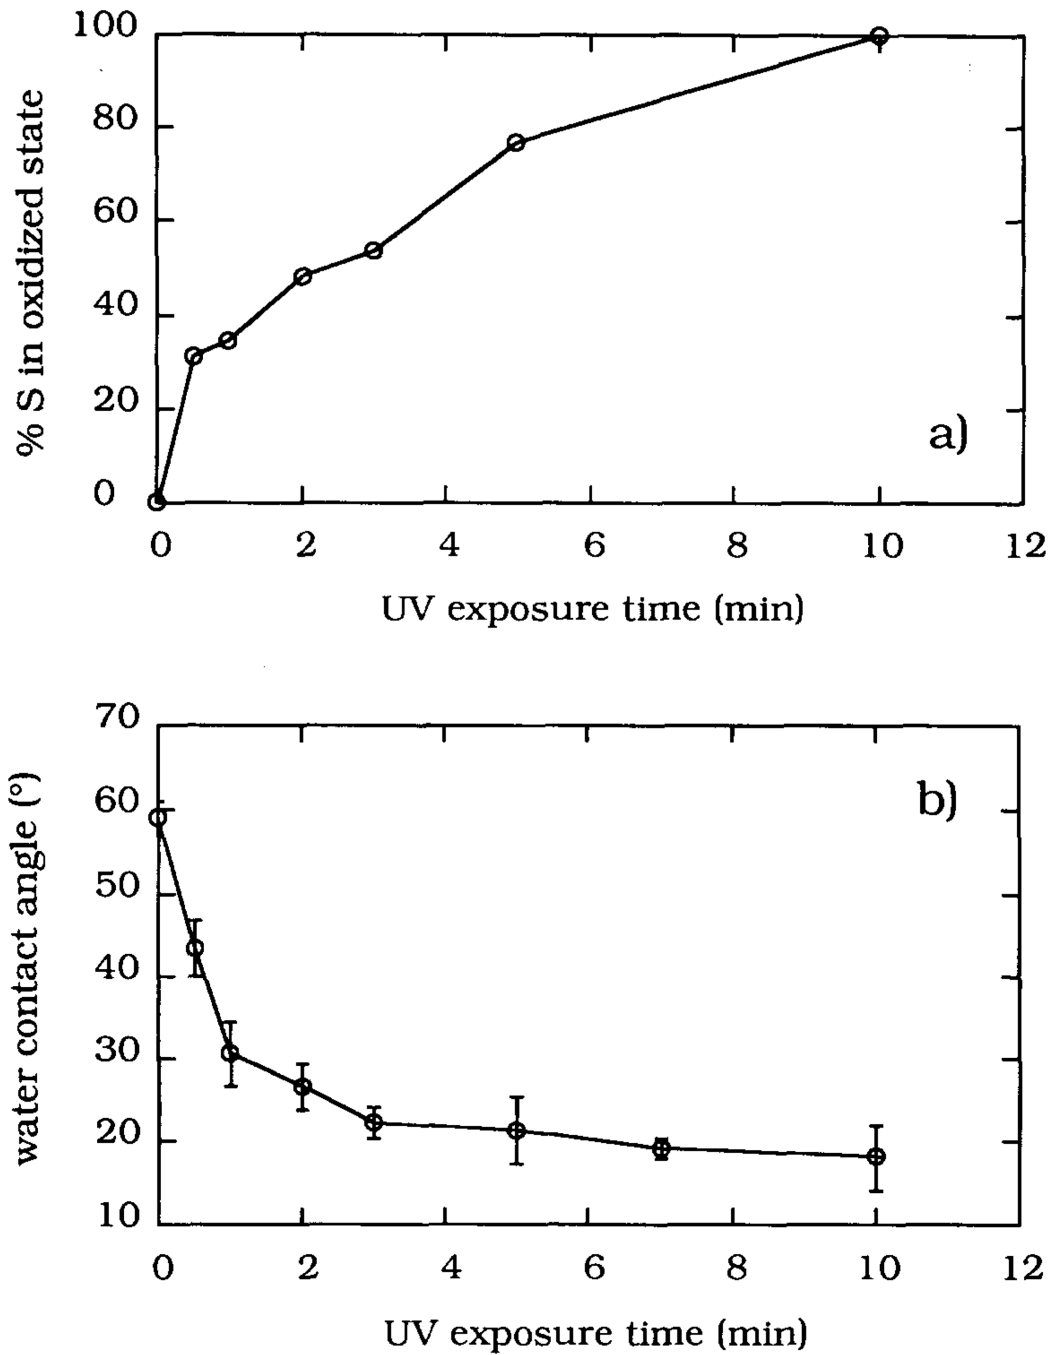 100
80
60
40
20
0
% S in oxidized state
a)
0 2 4 6 8 10 12
UV exposure time (min)
70
60
50
40
30
20
10
water contact angle (°)
b)
0 2 4 6 8 10 12
UV exposure time (min)